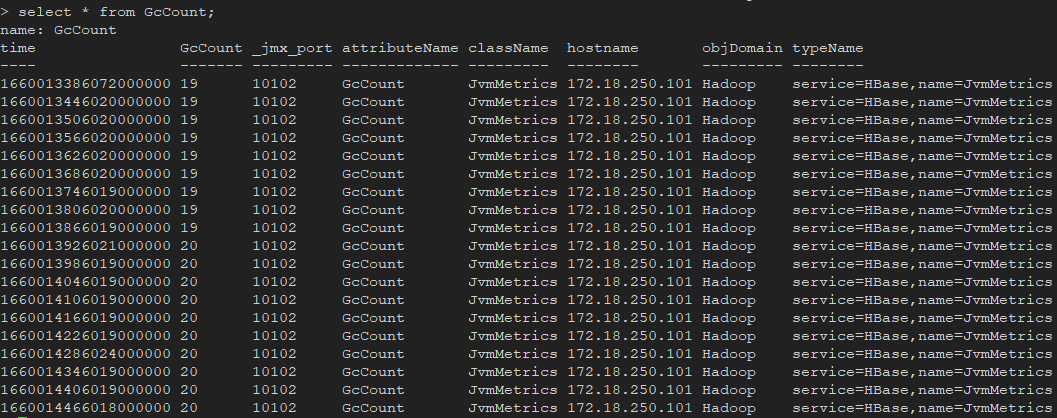 > select * from GcCount;
name: GcCount
time GcCount _jmx_port attributeName className hostname objDomain typeName
---- ------- --------- ------------- --------- -------- --------- --------
1660013386072000000 19 10102 GcCount JvmMetrics 172.18.250.101 Hadoop service=HBase,name=JvmMetrics
1660013446020000000 19 10102 GcCount JvmMetrics 172.18.250.101 Hadoop service=HBase,name=JvmMetrics
1660013506020000000 19 10102 GcCount JvmMetrics 172.18.250.101 Hadoop service=HBase,name=JvmMetrics
1660013566020000000 19 10102 GcCount JvmMetrics 172.18.250.101 Hadoop service=HBase,name=JvmMetrics
1660013626020000000 19 10102 GcCount JvmMetrics 172.18.250.101 Hadoop service=HBase,name=JvmMetrics
1660013686020000000 19 10102 GcCount JvmMetrics 172.18.250.101 Hadoop service=HBase,name=JvmMetrics
1660013746019000000 19 10102 GcCount JvmMetrics 172.18.250.101 Hadoop service=HBase,name=JvmMetrics
1660013806020000000 19 10102 GcCount JvmMetrics 172.18.250.101 Hadoop service=HBase,name=JvmMetrics
1660013866019000000 19 10102 GcCount JvmMetrics 172.18.250.101 Hadoop service=HBase,name=JvmMetrics
1660013926021000000 20 10102 GcCount JvmMetrics 172.18.250.101 Hadoop service=HBase,name=JvmMetrics
1660013986019000000 20 10102 GcCount JvmMetrics 172.18.250.101 Hadoop service=HBase,name=JvmMetrics
1660014046019000000 20 10102 GcCount JvmMetrics 172.18.250.101 Hadoop service=HBase,name=JvmMetrics
1660014106019000000 20 10102 GcCount JvmMetrics 172.18.250.101 Hadoop service=HBase,name=JvmMetrics
1660014166019000000 20 10102 GcCount JvmMetrics 172.18.250.101 Hadoop service=HBase,name=JvmMetrics
1660014226019000000 20 10102 GcCount JvmMetrics 172.18.250.101 Hadoop service=HBase,name=JvmMetrics
1660014286024000000 20 10102 GcCount JvmMetrics 172.18.250.101 Hadoop service=HBase,name=JvmMetrics
1660014346019000000 20 10102 GcCount JvmMetrics 172.18.250.101 Hadoop service=HBase,name=JvmMetrics
1660014406019000000 20 10102 GcCount JvmMetrics 172.18.250.101 Hadoop service=HBase,name=JvmMetrics
1660014466018000000 20 10102 GcCount JvmMetrics 172.18.250.101 Hadoop service=HBase,name=JvmMetrics